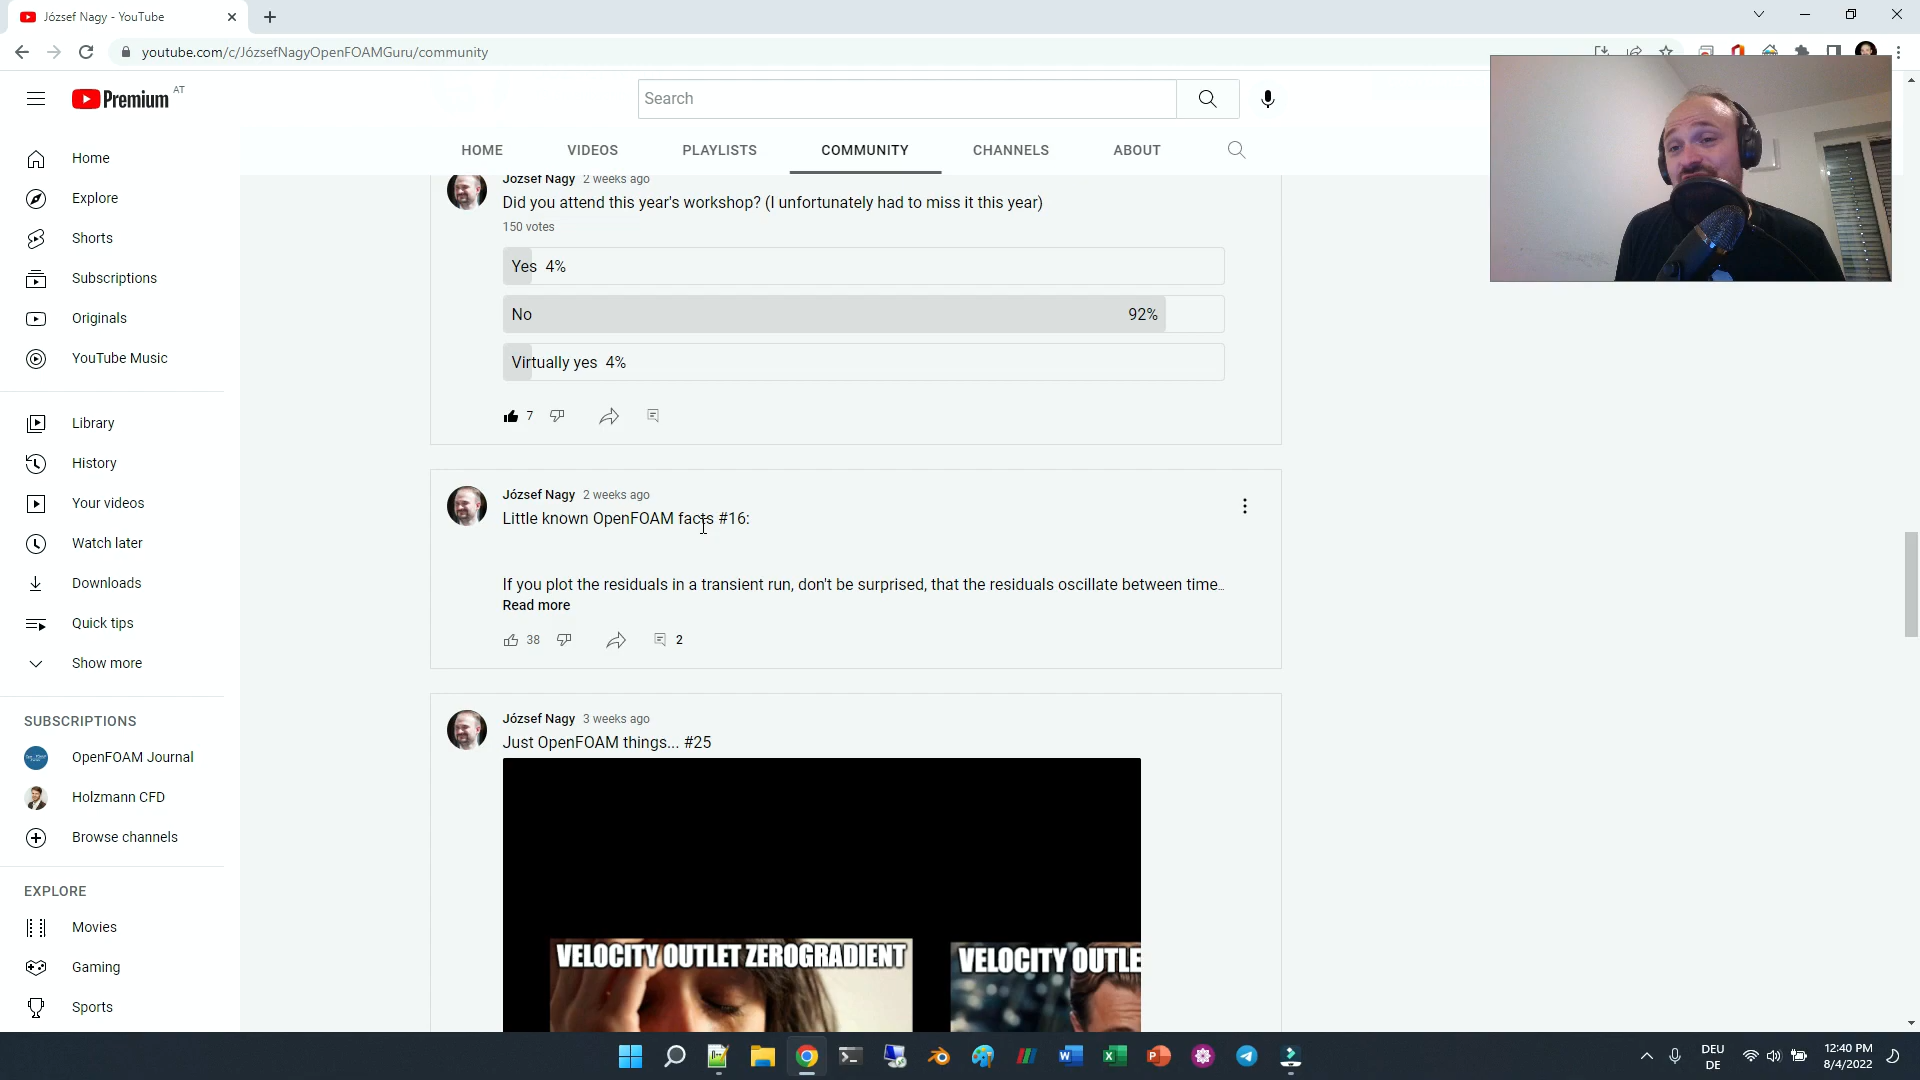 József Nagy - YouTube
youtube.com/c/JózsefNagyOpenFOAMGuru/community
Premium AT
Search
HOME VIDEOS PLAYLISTS COMMUNITY CHANNELS ABOUT
Home
Explore
Shorts
Subscriptions
Originals
YouTube Music
Library
History
Your videos
Watch later
Downloads
Quick tips
Show more
SUBSCRIPTIONS
OpenFOAM Journal
Holzmann CFD
Browse channels
EXPLORE
Movies
Gaming
Sports
József Nagy 2 weeks ago
Did you attend this year's workshop? (I unfortunately had to miss it this year)
150 votes
Yes 4%
No 92%
Virtually yes 4%
7
József Nagy 2 weeks ago
Little known OpenFOAM facts #16:
If you plot the residuals in a transient run, don't be surprised, that the residuals oscillate between time...
Read more
38 2
József Nagy 3 weeks ago
Just OpenFOAM things... #25
VELOCITY OUTLET ZEROGRADIENT
VELOCITY OUTLE
DEU
DE
12:40 PM
8/4/2022